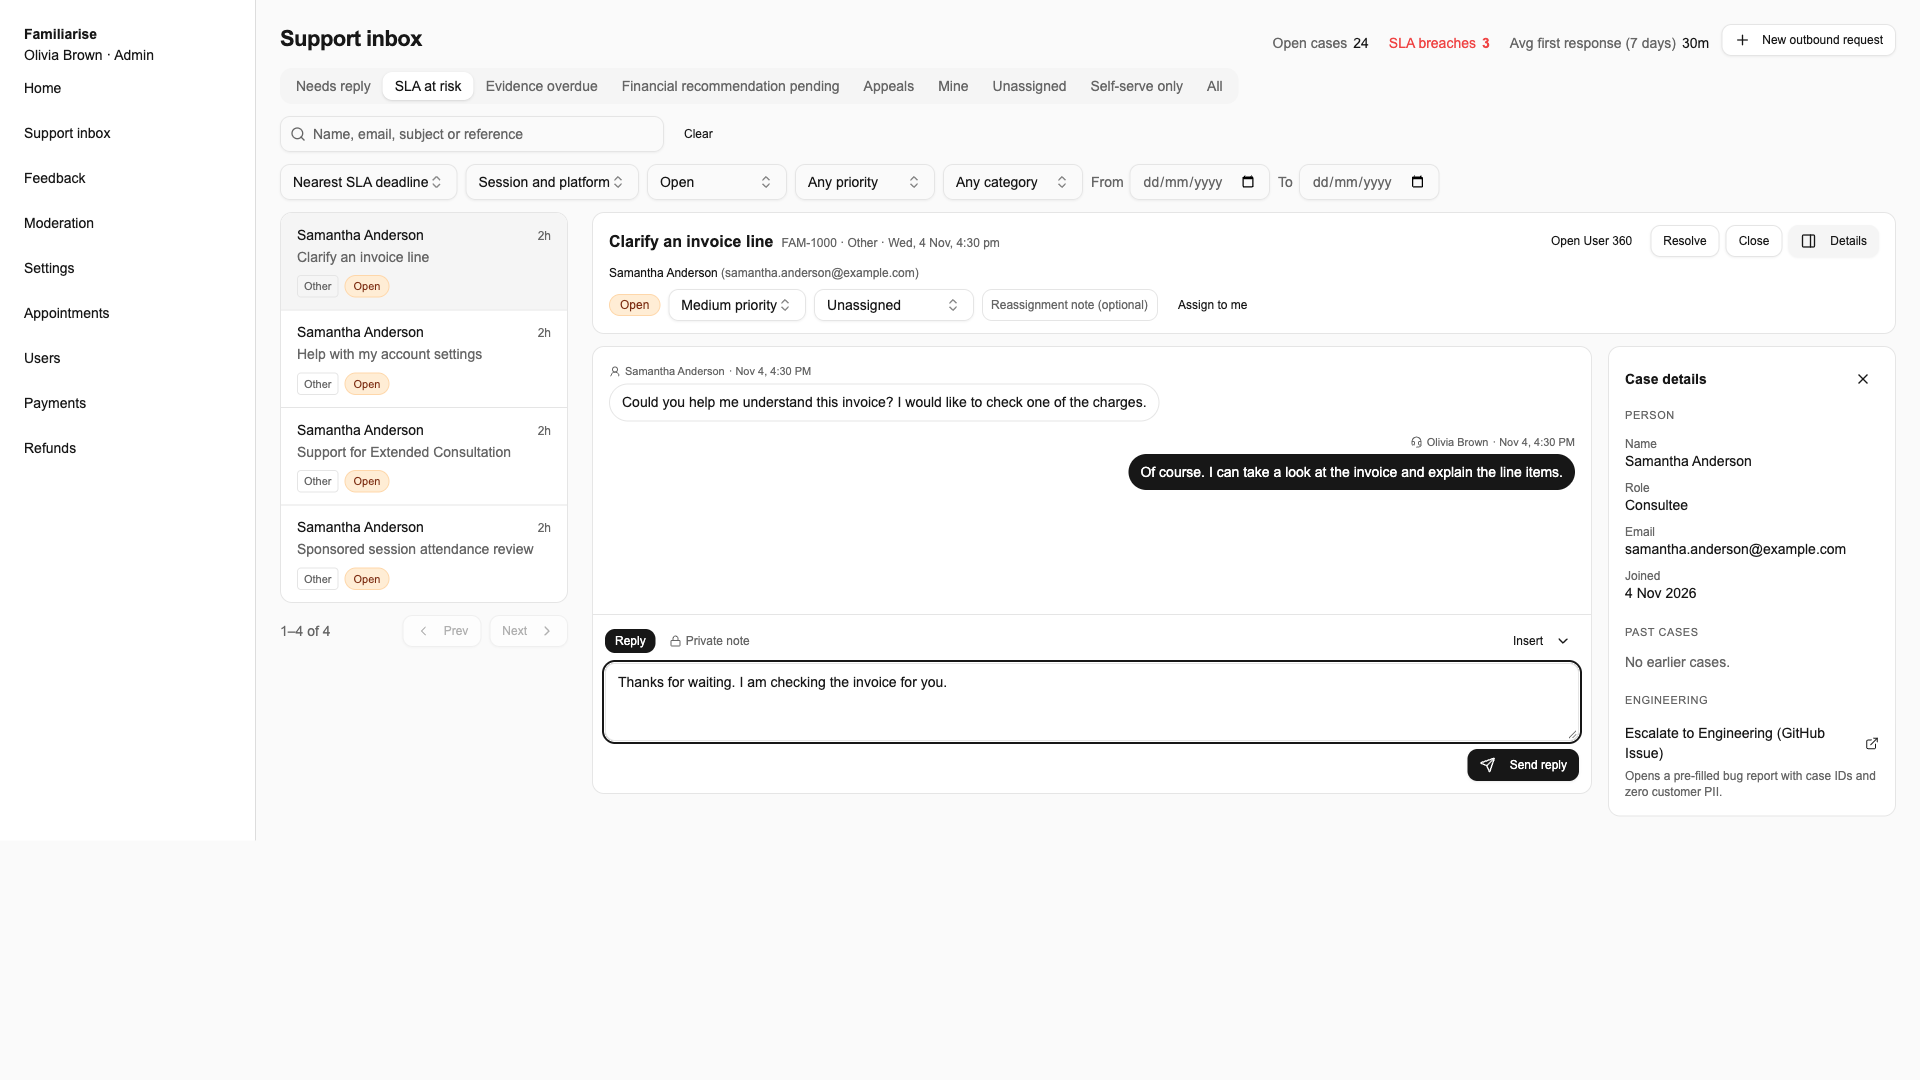 Familiarise
Olivia Brown · Admin
Home
Support inbox
Feedback
Moderation
Settings
Appointments
Users
Payments
Refunds
Support inbox
Open cases 24
SLA breaches 3
Avg first response (7 days) 30m
New outbound request
Needs reply
SLA at risk
Evidence overdue
Financial recommendation pending
Appeals
Mine
Unassigned
Self-serve only
All
Name, email, subject or reference
Clear
Nearest SLA deadline
Session and platform
Open
Any priority
Any category
From
dd/mm/yyyy
To
dd/mm/yyyy
Samantha Anderson 2h
Clarify an invoice line
Other Open
Samantha Anderson 2h
Help with my account settings
Other Open
Samantha Anderson 2h
Support for Extended Consultation
Other Open
Samantha Anderson 2h
Sponsored session attendance review
Other Open
1–4 of 4
Prev
Next
Clarify an invoice line FAM-1000 · Other · Wed, 4 Nov, 4:30 pm
Open User 360
Resolve
Close
Details
Samantha Anderson (samantha.anderson@example.com)
Open
Medium priority
Unassigned
Reassignment note (optional)
Assign to me
Samantha Anderson · Nov 4, 4:30 PM
Could you help me understand this invoice? I would like to check one of the charges.
Olivia Brown · Nov 4, 4:30 PM
Of course. I can take a look at the invoice and explain the line items.
Reply
Private note
Insert
Thanks for waiting. I am checking the invoice for you.
Send reply
Case details
PERSON
Name
Samantha Anderson
Role
Consultee
Email
samantha.anderson@example.com
Joined
4 Nov 2026
PAST CASES
No earlier cases.
ENGINEERING
Escalate to Engineering (GitHub
Issue)
Opens a pre-filled bug report with case IDs and
zero customer PII.